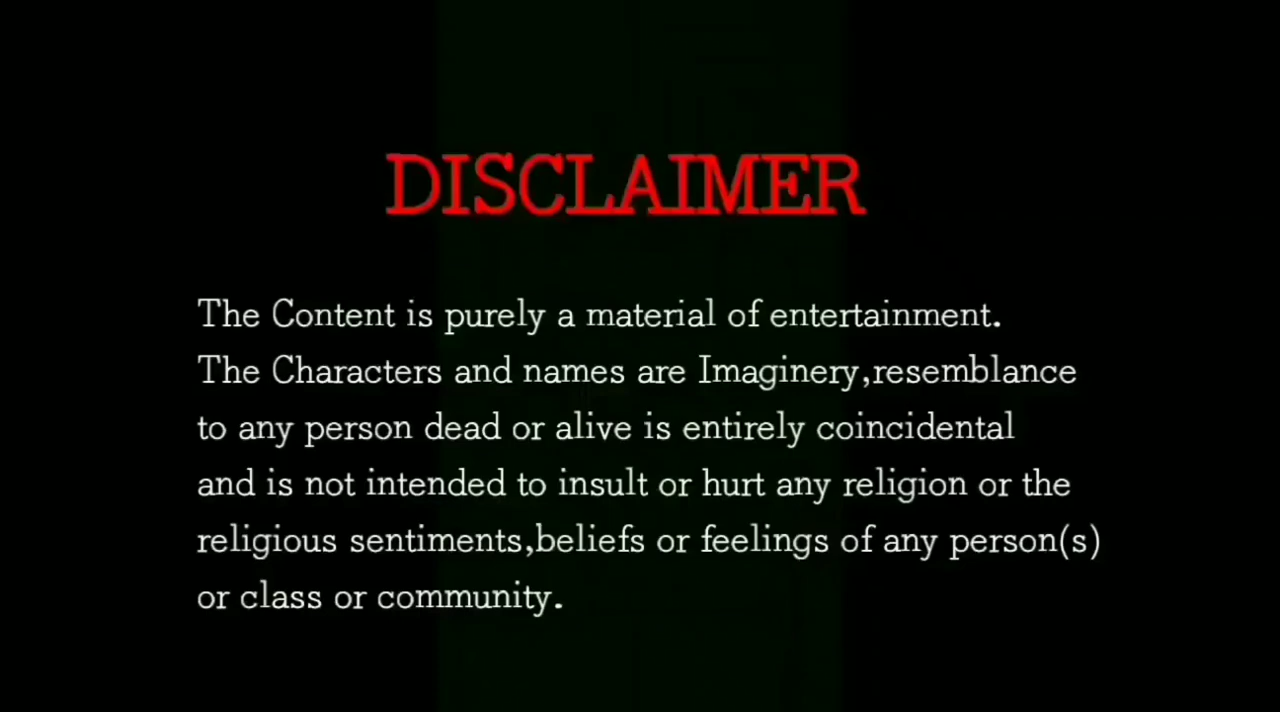 DISCLAIMER
The Content is purely a material of entertainment.
The Characters and names are Imaginery,resemblance
to any person dead or alive is entirely coincidental
and is not intended to insult or hurt any religion or the
religious sentiments,beliefs or feelings of any person(s)
or class or community.